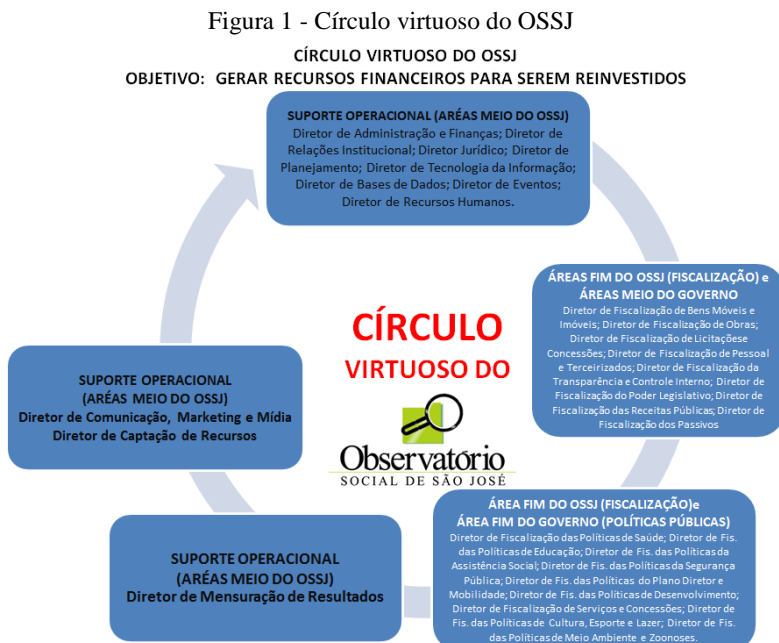 Figura 1 - Círculo virtuoso do OSSJ
CÍRCULO VIRTUOSO DO OSSJ
OBJETIVO: GERAR RECURSOS FINANCEIROS PARA SEREM REINVESTIDOS
SUPORTE OPERACIONAL (ARÉAS MEIO DO OSSJ)
Diretor de Administração e Finanças; Diretor de
Relações Institucional; Diretor Jurídico; Diretor de
Planejamento; Diretor de Tecnologia da Informação;
Diretor de Bases de Dados; Diretor de Eventos;
Diretor de Recursos Humanos.
ÁREAS FIM DO OSSJ (FISCALIZAÇÃO) e
ÁREAS MEIO DO GOVERNO
Diretor de Fiscalização de Bens Móveis e
Imóveis; Diretor de Fiscalização de Obras;
Diretor de Fiscalização de Licitaçõese
Concessões; Diretor de Fiscalização de Pessoal
e Terceirizados; Diretor de Fiscalização da
Transparência e Controle Interno; Diretor de
Fiscalização do Poder Legislativo; Diretor de
Fiscalização das Receitas Públicas; Diretor de
Fiscalização dos Passivos
ÁREA FIM DO OSSJ (FISCALIZAÇÃO)e
ÁREA FIM DO GOVERNO (POLÍTICAS PÚBLICAS)
Diretor de Fiscalização das Políticas de Saúde; Diretor de Fis.
das Políticas de Educação; Diretor de Fis. das Políticas da
Assistência Social; Diretor de Fis. das Políticas da Segurança
Pública; Diretor de Fis. das Políticas do Plano Diretor e
Mobilidade; Diretor de Fis. das Políticas de Desenvolvimento;
Diretor de Fiscalização de Serviços e Concessões; Diretor de
Fis. das Políticas de Cultura, Esporte e Lazer; Diretor de Fis.
das Políticas de Meio Ambiente e Zoonoses.
SUPORTE OPERACIONAL
(ARÉAS MEIO DO OSSJ)
Diretor de Mensuração de Resultados
SUPORTE OPERACIONAL
(ARÉAS MEIO DO OSSJ)
Diretor de Comunicação, Marketing e Mídia
Diretor de Captação de Recursos
CÍRCULO
VIRTUOSO DO
Observatório
SOCIAL DE SÃO JOSÉ